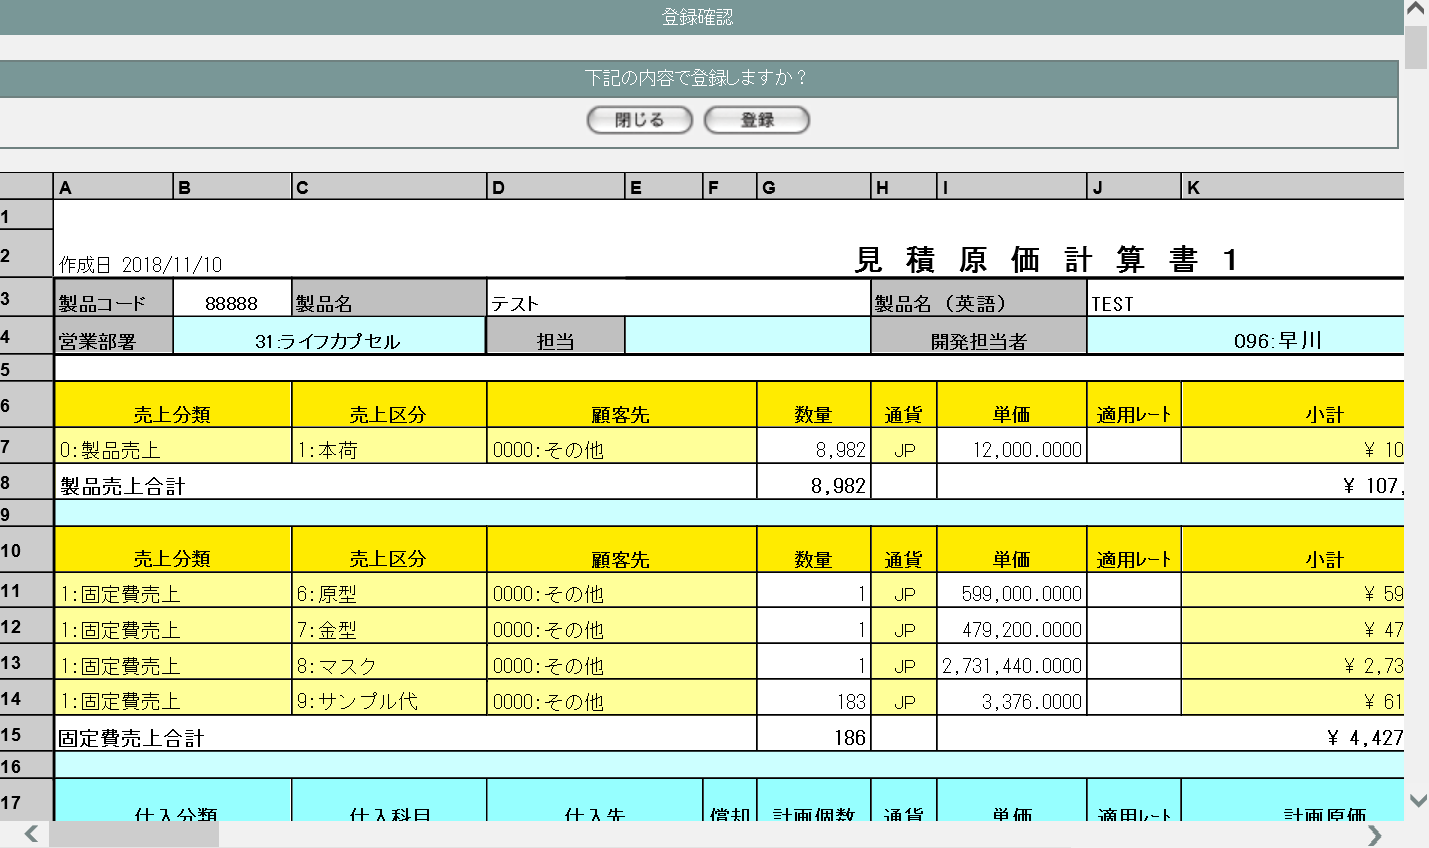 登録確認
下記の内容で登録しますか？
閉じる 登録
A B C D E F G H I J K
1
2 作成日 2018/11/10 見 積 原 価 計 算 書 1
3 製品コード 88888 製品名 テスト 製品名（英語） TEST
4 営業部署 31:ライフカプセル 担当 開発担当者 096:早川
5
6 売上分類 売上区分 顧客先 数量 通貨 単価 適用レート 小計
7 0:製品売上 1:本荷 0000:その他 8,982 JP 12,000.0000 ¥ 10
8 製品売上合計 8,982 ¥ 107,
9
10 売上分類 売上区分 顧客先 数量 通貨 単価 適用レート 小計
11 1:固定費売上 6:原型 0000:その他 1 JP 599,000.0000 ¥ 59
12 1:固定費売上 7:金型 0000:その他 1 JP 479,200.0000 ¥ 47
13 1:固定費売上 8:マスク 0000:その他 1 JP 2,731,440.0000 ¥ 2,73
14 1:固定費売上 9:サンプル代 0000:その他 183 JP 3,376.0000 ¥ 61
15 固定費売上合計 186 ¥ 4,427
16
17 仕入分類 仕入科目 仕入先 償却 計画個数 通貨 単価 適用レート 計画原価